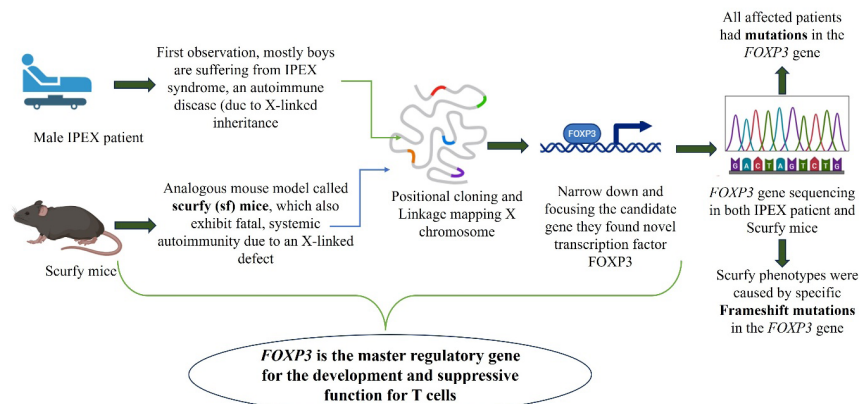 Male IPEX patient
First observation, mostly boys
are suffering from IPEX
syndrome, an autoimmune
disease (due to X-linked
inheritance
Scurfy mice
Analogous mouse model called
scurfy (sf) mice, which also
exhibit fatal, systemic
autoimmunity due to an X-linked
defect
Positional cloning and
Linkage mapping X
chromosome
FOXP3
Narrow down and
focusing the candidate
gene they found novel
transcription factor
FOXP3
All affected patients
had mutations in the
FOXP3 gene
G A C T A G T C T G
FOXP3 gene sequencing
in both IPEX patient and
Scurfy mice
Scurfy phenotypes were
caused by specific
Frameshift mutations
in the FOXP3 gene
FOXP3 is the master regulatory gene
for the development and suppressive
function for T cells